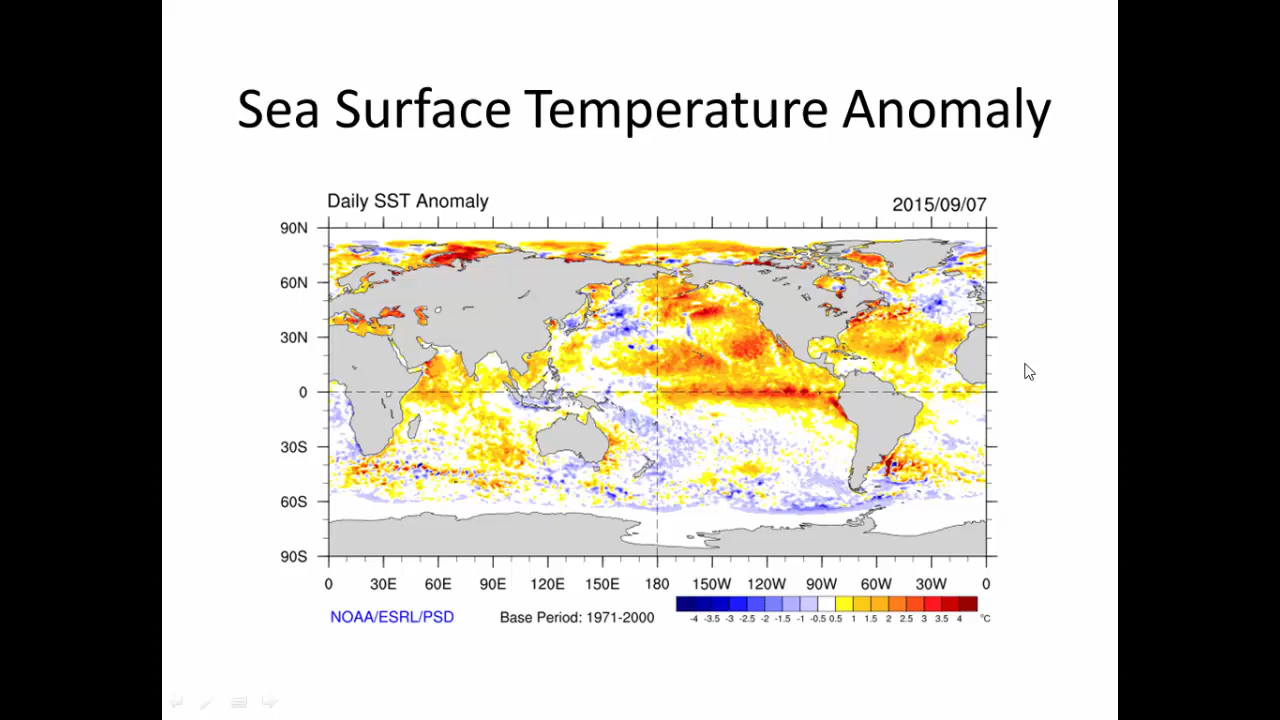 Sea Surface Temperature Anomaly
Daily SST Anomaly
2015/09/07
90N
60N
30N
0
30S
60S
90S
0 30E 60E 90E 120E 150E 180 150W 120W 90W 60W 30W 0
NOAA/ESRL/PSD
Base Period: 1971-2000
-4 -3.5 -3 -2.5 -2 -1.5 -1 -0.5 0.5 1 1.5 2 2.5 3 3.5 4 °C